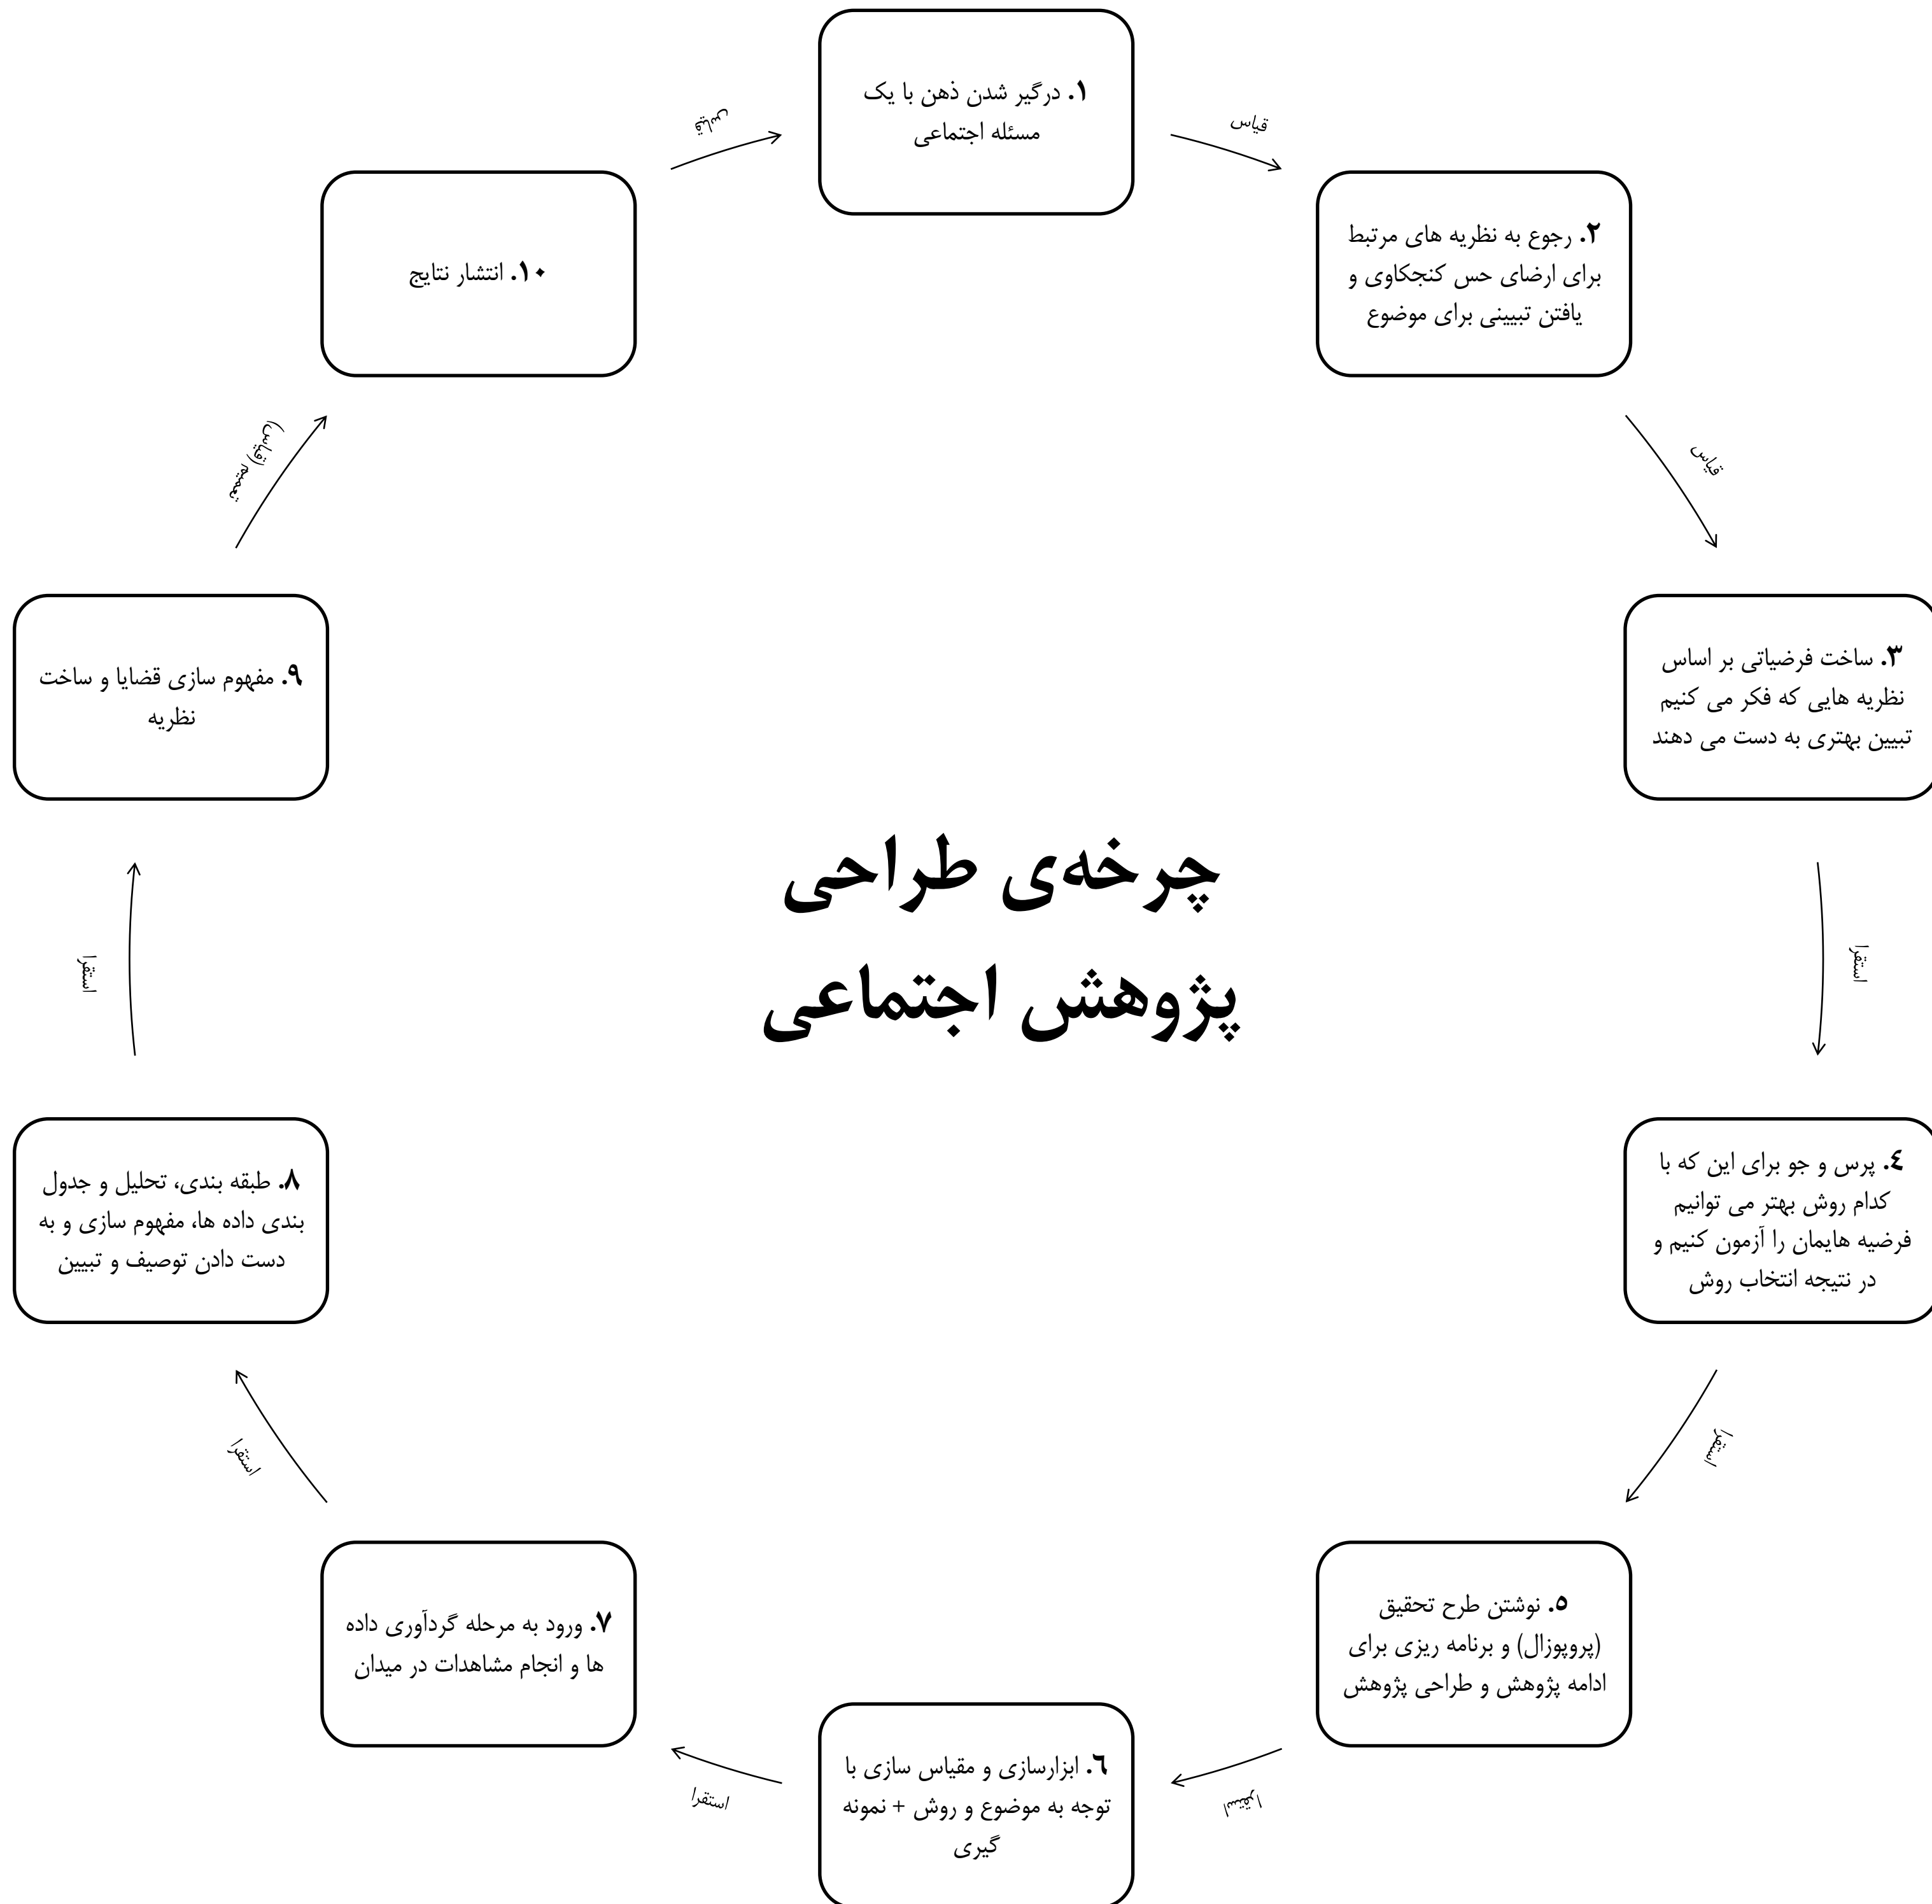 چرخه‌ی طراحی
پژوهش اجتماعی
۱. درگیر شدن ذهن با یک
مسئله اجتماعی
قیاس
۲. رجوع به نظریه های مرتبط
برای ارضای حس کنجکاوی و
یافتن تبیینی برای موضوع
قیاس
۳. ساخت فرضیاتی بر اساس
نظریه هایی که فکر می کنیم
تبیین بهتری به دست می دهند
استقرا
٤. پرس و جو برای این که با
کدام روش بهتر می توانیم
فرضیه هایمان را آزمون کنیم و
در نتیجه انتخاب روش
استقرا
٥. نوشتن طرح تحقیق
(پروپوزال) و برنامه ریزی برای
ادامه پژوهش و طراحی پژوهش
استقرا
٦. ابزارسازی و مقیاس سازی با
توجه به موضوع و روش + نمونه
گیری
استقرا
۷. ورود به مرحله گردآوری داده
ها و انجام مشاهدات در میدان
استقرا
۸. طبقه بندی، تحلیل و جدول
بندی داده ها، مفهوم سازی و به
دست دادن توصیف و تبیین
استقرا
۹. مفهوم سازی قضایا و ساخت
نظریه
تعمیم (قیاس)
۱۰. انتشار نتایج
قیاس